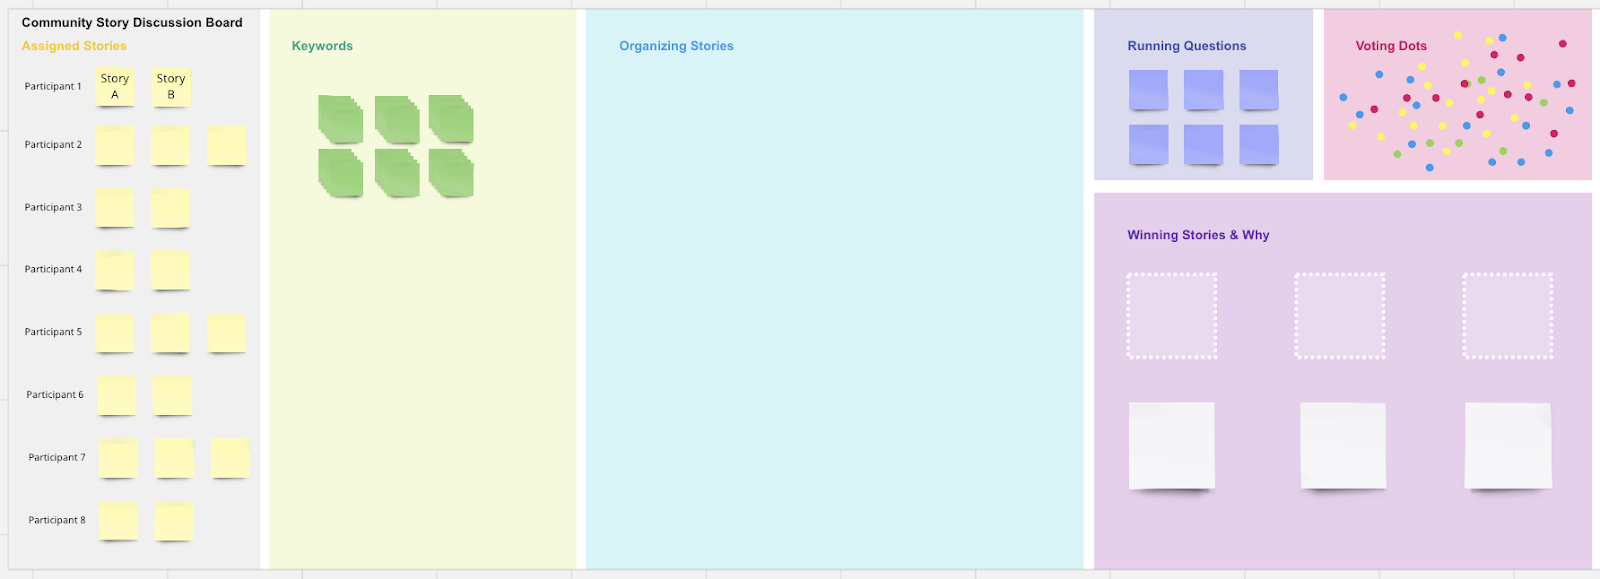 Community Story Discussion Board
Assigned Stories
Participant 1
Story
A
Story
B
Participant 2
Participant 3
Participant 4
Participant 5
Participant 6
Participant 7
Participant 8
Keywords
Organizing Stories
Running Questions
Voting Dots
Winning Stories & Why